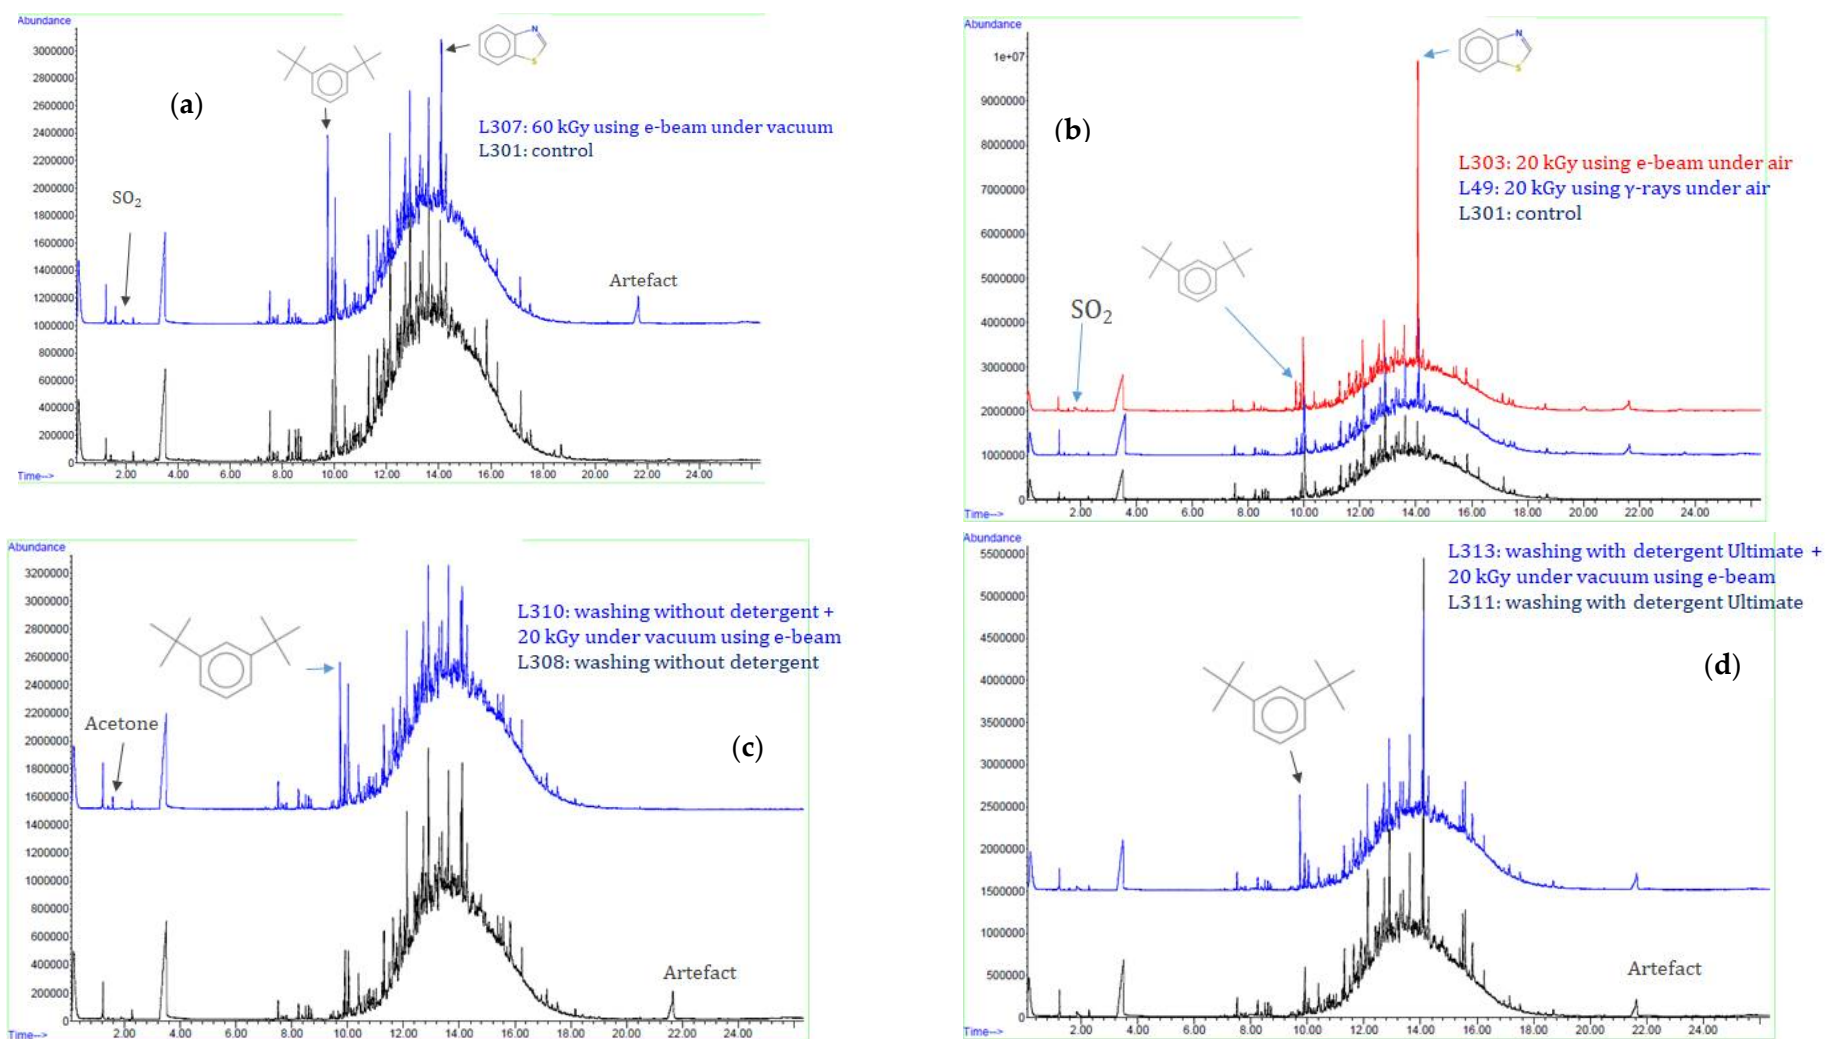 Abundance
3000000
2800000
2600000
2400000
2200000
2000000
1800000
1600000
1400000
1200000
1000000
800000
600000
400000
200000
0
2.00 4.00 6.00 8.00 10.00 12.00 14.00 16.00 18.00 20.00 22.00 24.00
Time-->
(a)
N
S
SO2
L307: 60 kGy using e-beam under vacuum
L301: control
Artefact
Abundance
1e+07
9000000
8000000
7000000
6000000
5000000
4000000
3000000
2000000
1000000
0
2.00 4.00 6.00 8.00 10.00 12.00 14.00 16.00 18.00 20.00 22.00 24.00
Time-->
(b)
N
S
SO2
L303: 20 kGy using e-beam under air
L49: 20 kGy using γ-rays under air
L301: control
Abundance
3200000
3000000
2800000
2600000
2400000
2200000
2000000
1800000
1600000
1400000
1200000
1000000
800000
600000
400000
200000
0
2.00 4.00 6.00 8.00 10.00 12.00 14.00 16.00 18.00 20.00 22.00 24.00
Time-->
Acetone
L310: washing without detergent +
20 kGy under vacuum using e-beam
L308: washing without detergent
(c)
Artefact
Abundance
5500000
5000000
4500000
4000000
3500000
3000000
2500000
2000000
1500000
1000000
500000
0
2.00 4.00 6.00 8.00 10.00 12.00 14.00 16.00 18.00 20.00 22.00 24.00
Time-->
L313: washing with detergent Ultimate +
20 kGy under vacuum using e-beam
L311: washing with detergent Ultimate
(d)
Artefact